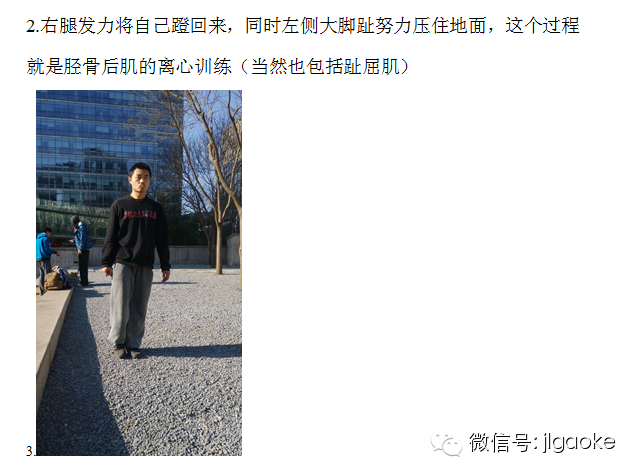 2.右腿发力将自己蹬回来，同时左侧大脚趾努力压住地面，这个过程
就是胫骨后肌的离心训练（当然也包括趾屈肌）
3.
微信号: jlgaoke